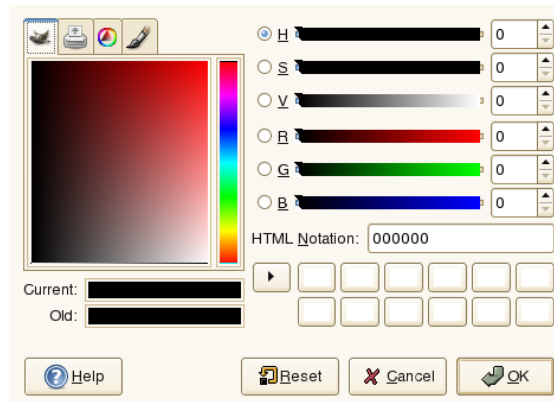 H 0
S 0
V 0
R 0
G 0
B 0
HTML Notation: 000000
Current:
Old:
Help Reset Cancel OK